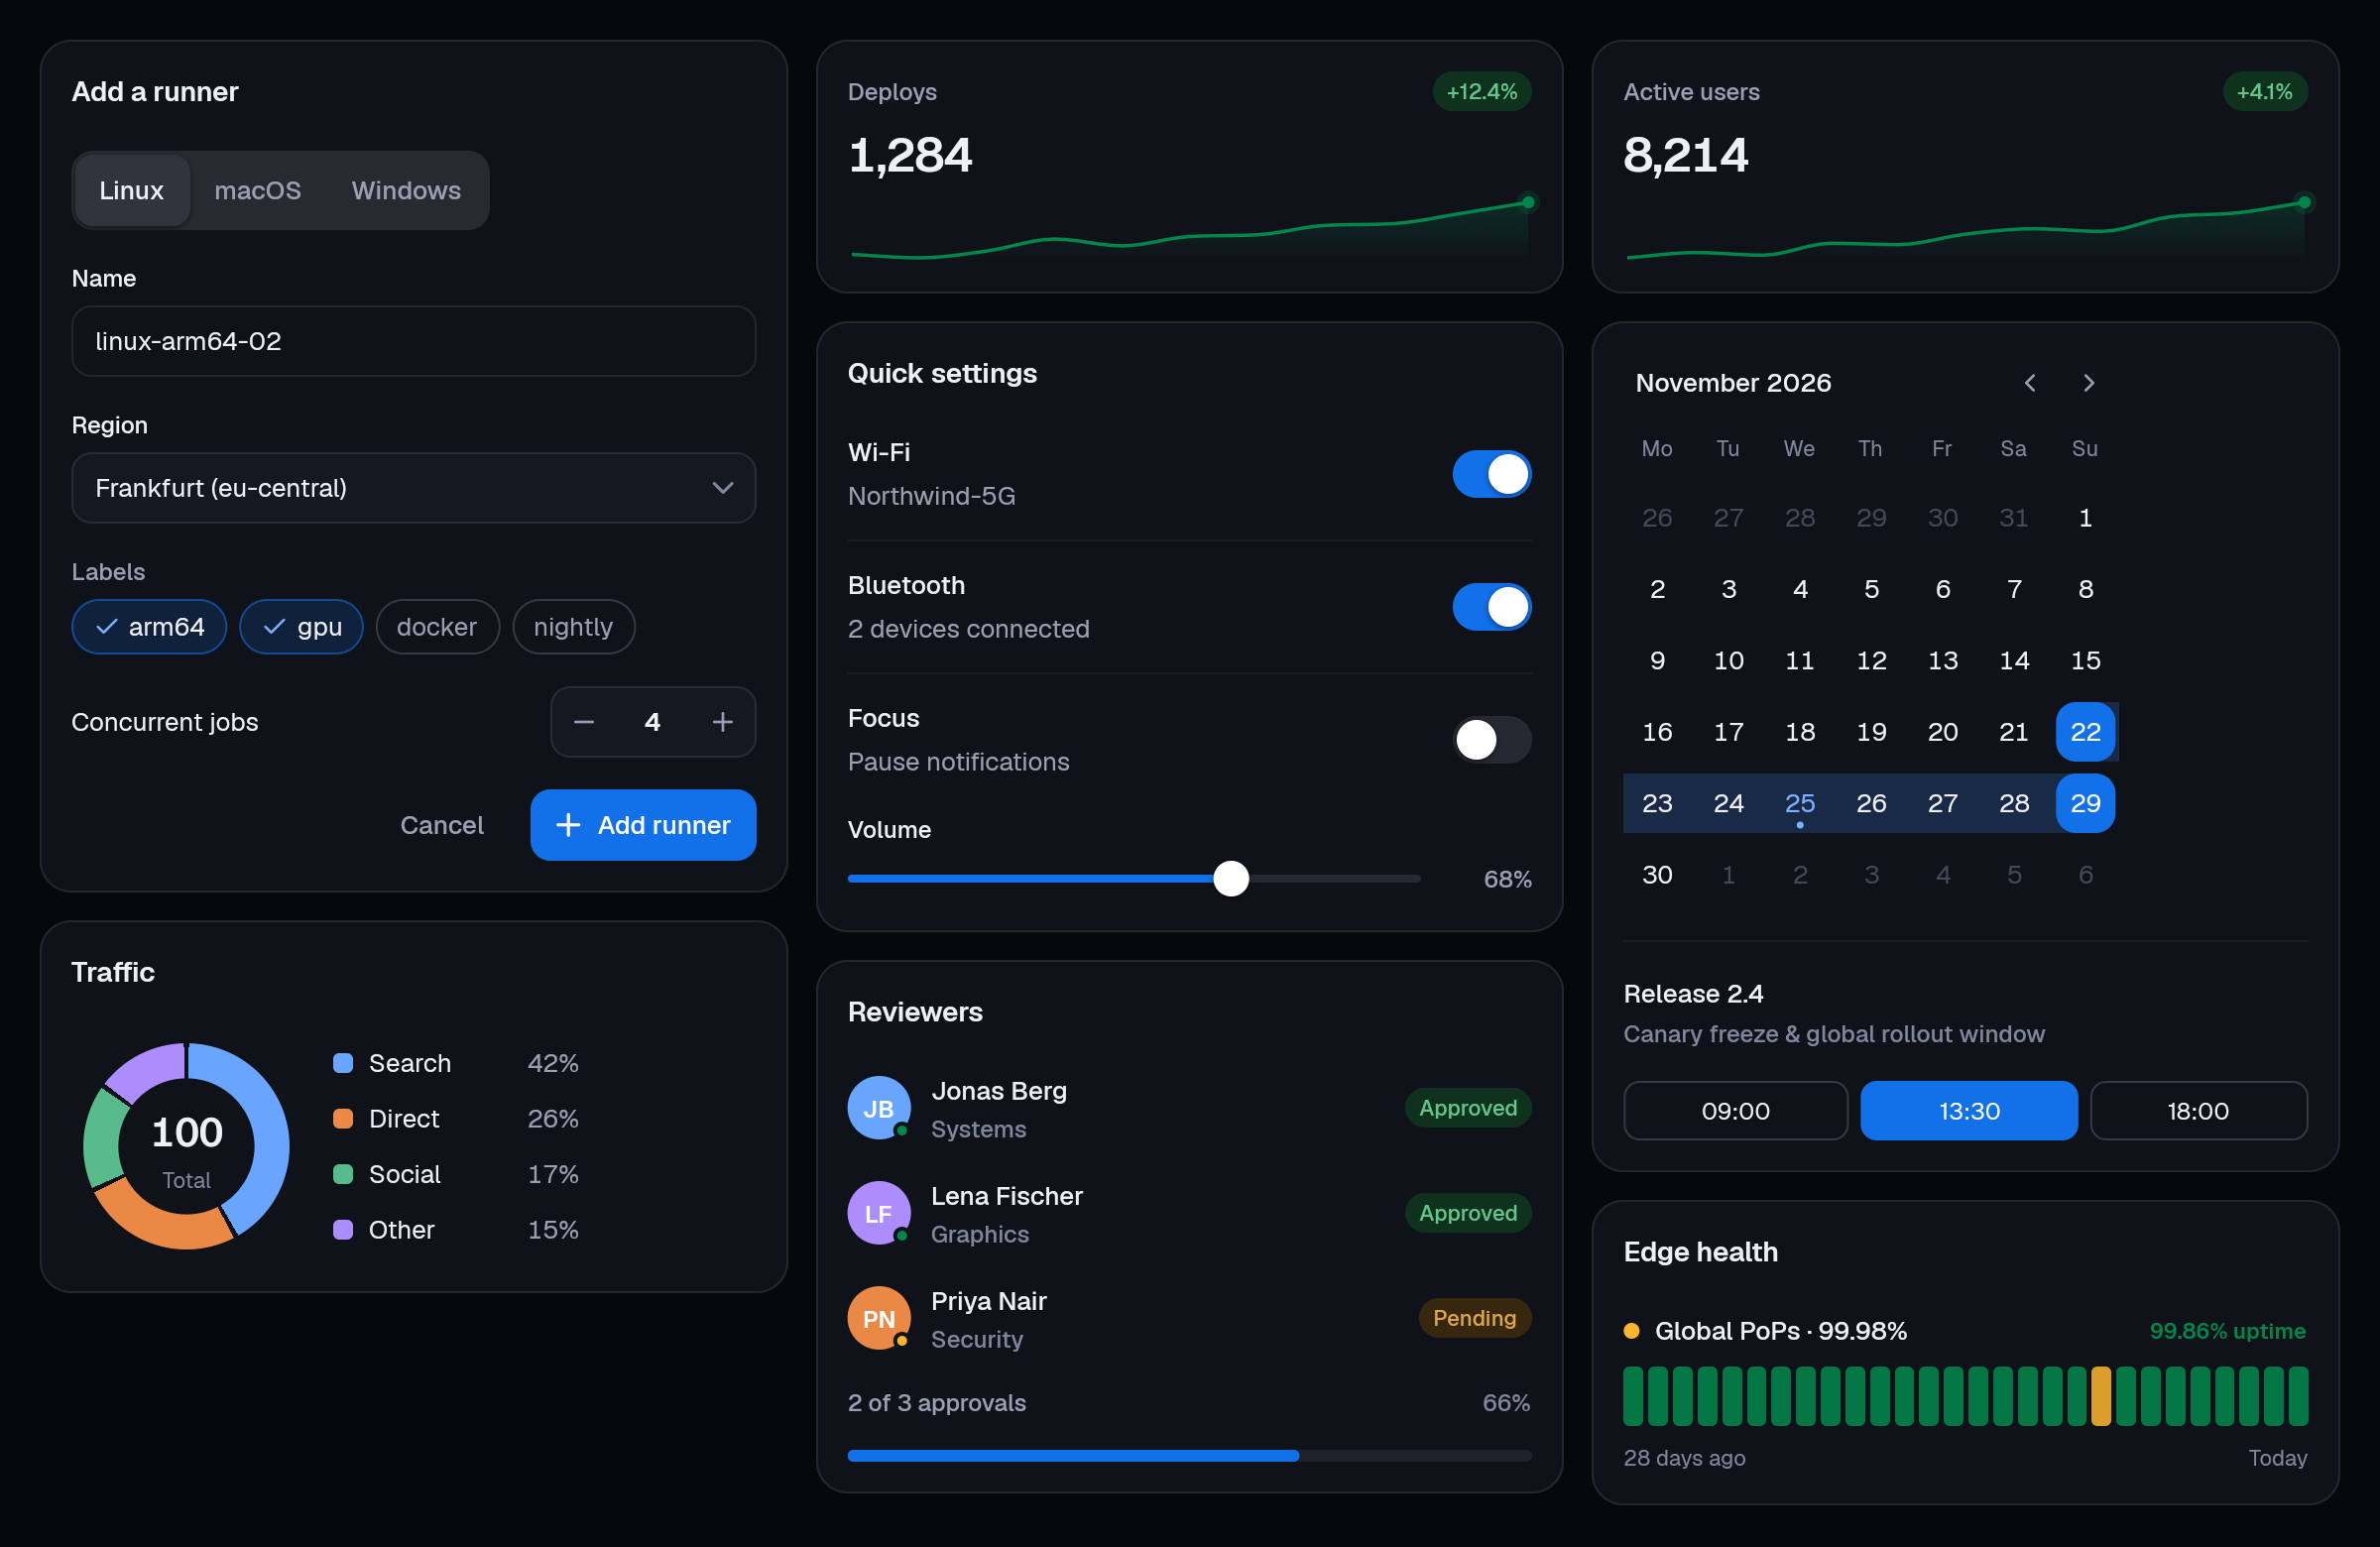 Add a runner
Linux macOS Windows
Name
linux-arm64-02
Region
Frankfurt (eu-central)
Labels
arm64 gpu docker nightly
Concurrent jobs 4
Cancel Add runner
Traffic
100
Total
Search 42%
Direct 26%
Social 17%
Other 15%
Deploys +12.4%
1,284
Quick settings
Wi-Fi
Northwind-5G
Bluetooth
2 devices connected
Focus
Pause notifications
Volume
68%
Reviewers
JB Jonas Berg
Systems
Approved
LF Lena Fischer
Graphics
Approved
PN Priya Nair
Security
Pending
2 of 3 approvals 66%
Active users +4.1%
8,214
November 2026
Mo Tu We Th Fr Sa Su
26 27 28 29 30 31 1
2 3 4 5 6 7 8
9 10 11 12 13 14 15
16 17 18 19 20 21 22
23 24 25 26 27 28 29
30 1 2 3 4 5 6
Release 2.4
Canary freeze & global rollout window
09:00 13:30 18:00
Edge health
Global PoPs · 99.98% 99.86% uptime
28 days ago Today